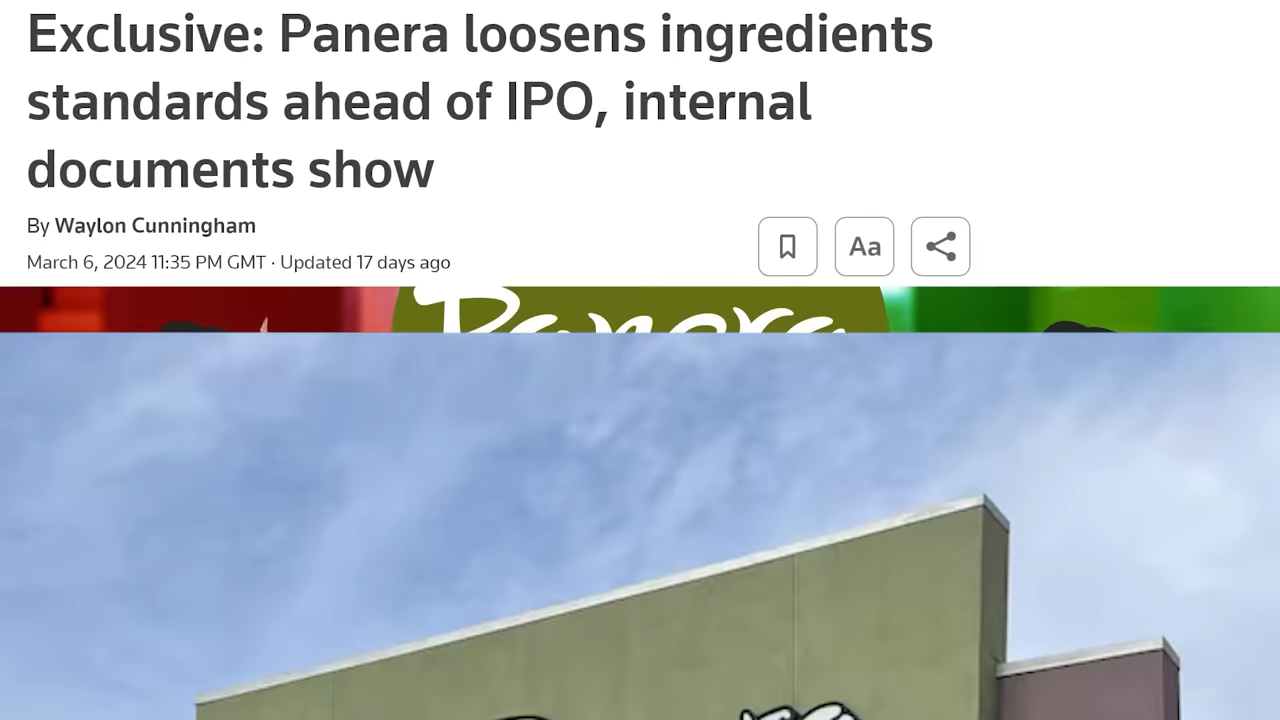 Exclusive: Panera loosens ingredients
standards ahead of IPO, internal
documents show
By Waylon Cunningham
March 6, 2024 11:35 PM GMT · Updated 17 days ago
Aa
Panera